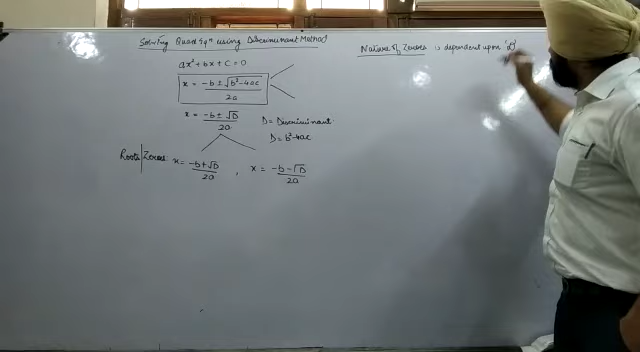 Solving Quad Eqⁿ using Discriminant Method
ax² + bx + c = 0
x = -b ± √b² - 4ac / 2a
x = -b ± √D / 2a
D = Discriminant
D = b² - 4ac
Roots | Zeroes x = -b + √D / 2a , x = -b - √D / 2a
Nature of Zeroes is dependent upon 'D'